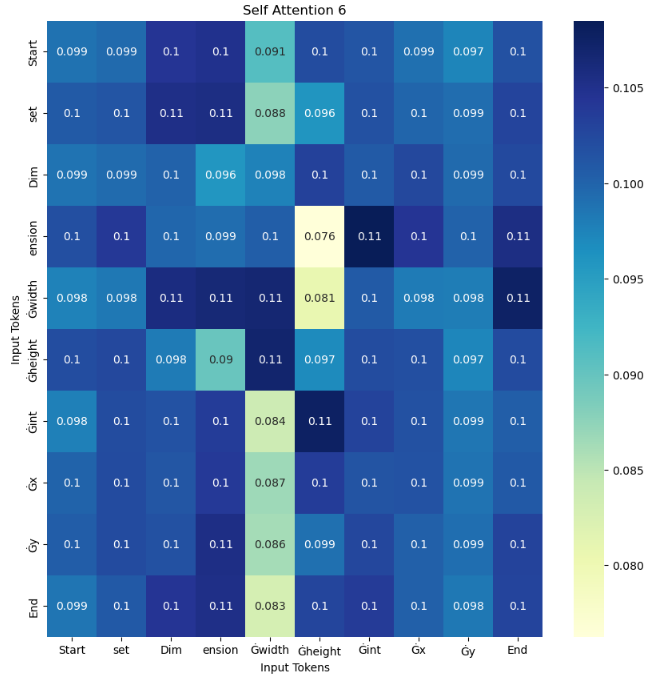 Self Attention 6
Input Tokens
Start 0.099 0.099 0.1 0.1 0.091 0.1 0.1 0.099 0.097 0.1
set 0.1 0.1 0.11 0.11 0.088 0.096 0.1 0.1 0.099 0.1
Dim 0.099 0.099 0.1 0.096 0.098 0.1 0.1 0.1 0.099 0.1
ension 0.1 0.1 0.1 0.099 0.1 0.076 0.11 0.1 0.1 0.11
Ġwidth 0.098 0.098 0.11 0.11 0.11 0.081 0.1 0.098 0.098 0.11
Ġheight 0.1 0.1 0.098 0.09 0.11 0.097 0.1 0.1 0.097 0.1
Ġint 0.098 0.1 0.1 0.1 0.084 0.11 0.1 0.1 0.099 0.1
Ġx 0.1 0.1 0.1 0.1 0.087 0.1 0.1 0.1 0.099 0.1
Ġy 0.1 0.1 0.1 0.11 0.086 0.099 0.1 0.1 0.099 0.1
End 0.099 0.1 0.1 0.11 0.083 0.1 0.1 0.1 0.098 0.1
Start set Dim ension Ġwidth Ġheight Ġint Ġx Ġy End
Input Tokens
0.105
0.100
0.095
0.090
0.085
0.080